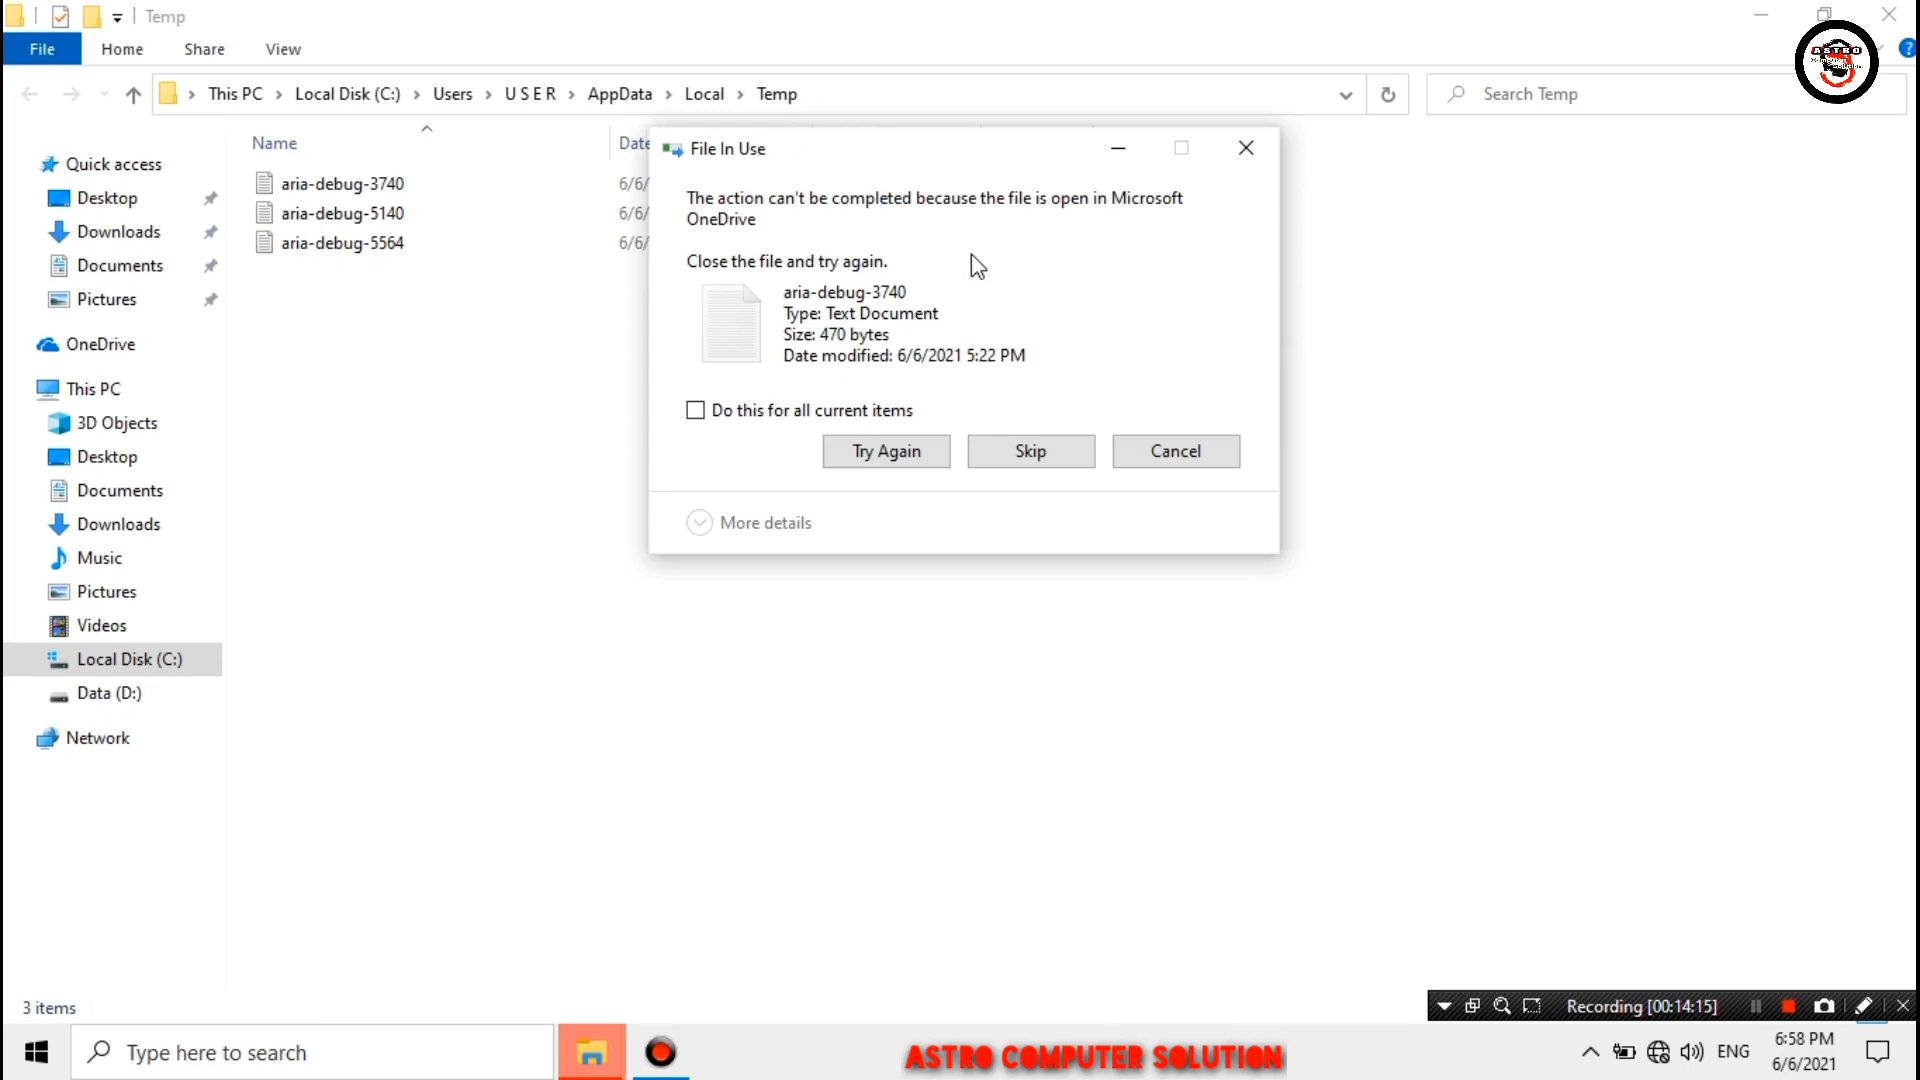 Temp
File Home Share View
This PC Local Disk (C:) Users U S E R AppData Local Temp
Search Temp
ASTRO
Name
Date
Quick access
Desktop
Downloads
Documents
Pictures
OneDrive
This PC
3D Objects
Desktop
Documents
Downloads
Music
Pictures
Videos
Local Disk (C:)
Data (D:)
Network
aria-debug-3740 6/6/
aria-debug-5140 6/6/
aria-debug-5564 6/6/
File In Use
The action can't be completed because the file is open in Microsoft
OneDrive
Close the file and try again.
aria-debug-3740
Type: Text Document
Size: 470 bytes
Date modified: 6/6/2021 5:22 PM
Do this for all current items
Try Again Skip Cancel
More details
3 items
Recording [00:14:15]
Type here to search
ASTRO COMPUTER SOLUTION
ENG
6:58 PM
6/6/2021